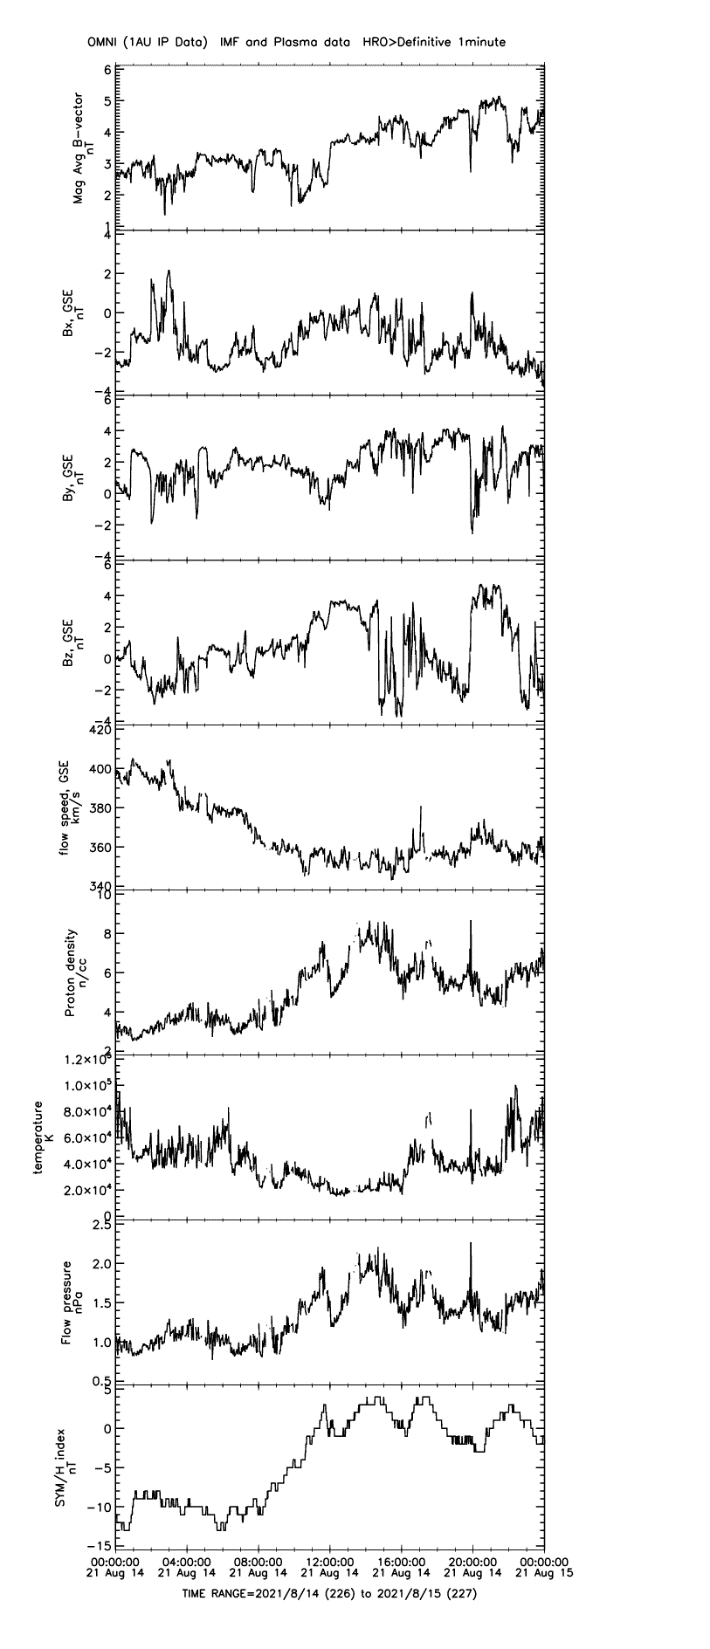 OMNI (1AU IP Data) IMF and Plasma data HRO>Definitive 1minute
Mag Avg B-vector
nT
6
5
4
3
2
1
Bx, GSE
nT
4
2
0
-2
-4
By, GSE
nT
6
4
2
0
-2
-4
Bz, GSE
nT
6
4
2
0
-2
-4
flow speed, GSE
km/s
420
400
380
360
340
Proton density
n/cc
10
8
6
4
2
temperature
K
1.2×10⁵
1.0×10⁵
8.0×10⁴
6.0×10⁴
4.0×10⁴
2.0×10⁴
0
Flow pressure
nPa
2.5
2.0
1.5
1.0
0.5
SYM/H index
nT
5
0
-5
-10
-15
00:00:00 04:00:00 08:00:00 12:00:00 16:00:00 20:00:00 00:00:00
21 Aug 14 21 Aug 14 21 Aug 14 21 Aug 14 21 Aug 14 21 Aug 14 21 Aug 15
TIME RANGE=2021/8/14 (226) to 2021/8/15 (227)